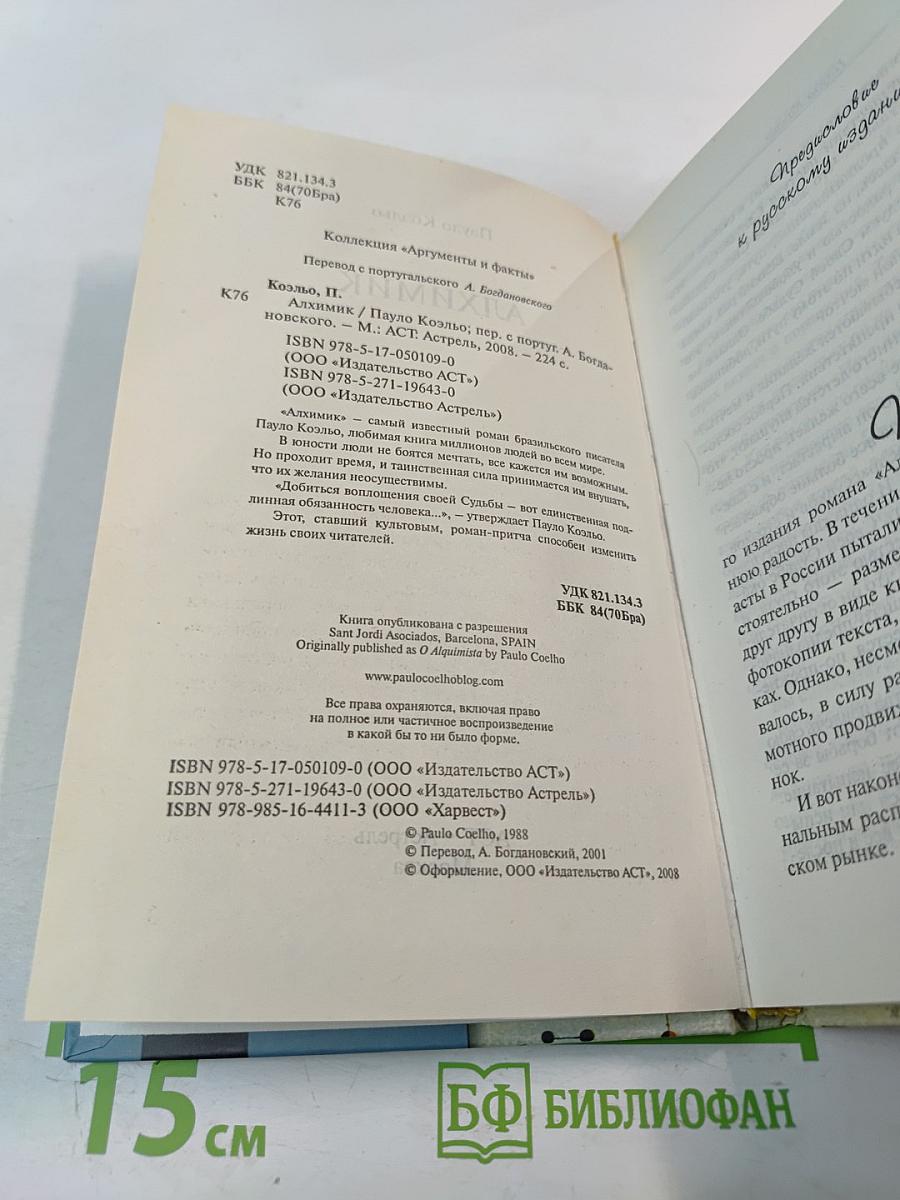 УДК 821.134.3
ББК 84(70Бра)
К76
Коллекция «Аргументы и факты»
Перевод с португальского А. Богдановского
Коэльо, П.
К76 Алхимик / Пауло Коэльо; пер. с португ. А. Богда-
новского. — М.: АСТ: Астрель, 2008. — 224 с.
ISBN 978-5-17-050109-0
(ООО «Издательство АСТ»)
ISBN 978-5-271-19643-0
(ООО «Издательство Астрель»)
«Алхимик» — самый известный роман бразильского писателя
Пауло Коэльо, любимая книга миллионов людей во всем мире.
В юности люди не боятся мечтать, все кажется им возможным.
Но проходит время, и таинственная сила принимается им внушать,
что их желания неосуществимы.
«Добиться воплощения своей Судьбы — вот единственная под-
линная обязанность человека...», — утверждает Пауло Коэльо.
Этот, ставший культовым, роман-притча способен изменить
жизнь своих читателей.
УДК 821.134.3
ББК 84(70Бра)
Книга опубликована с разрешения
Sant Jordi Asociados, Barcelona, SPAIN
Originally published as O Alquimista by Paulo Coelho
www.paulocoelhoblog.com
Все права охраняются, включая право
на полное или частичное воспроизведение
в какой бы то ни было форме.
ISBN 978-5-17-050109-0 (ООО «Издательство АСТ»)
ISBN 978-5-271-19643-0 (ООО «Издательство Астрель»)
ISBN 978-985-16-4411-3 (ООО «Харвест»)
© Paulo Coelho, 1988
© Перевод, А. Богдановский, 2001
© Оформление, ООО «Издательство АСТ», 2008
Предисловие
к русскому издани
го издания романа «Ал
нюю радость. В течени
асты в России пытали
стоятельно — разме
друг другу в виде кн
фотокопии текста,
ках. Однако, несмо
валось, в силу ра
мотного продвиж
нок.
И вот након
нальным расп
ском рынке.
15 см
БФ БИБЛИОФАН